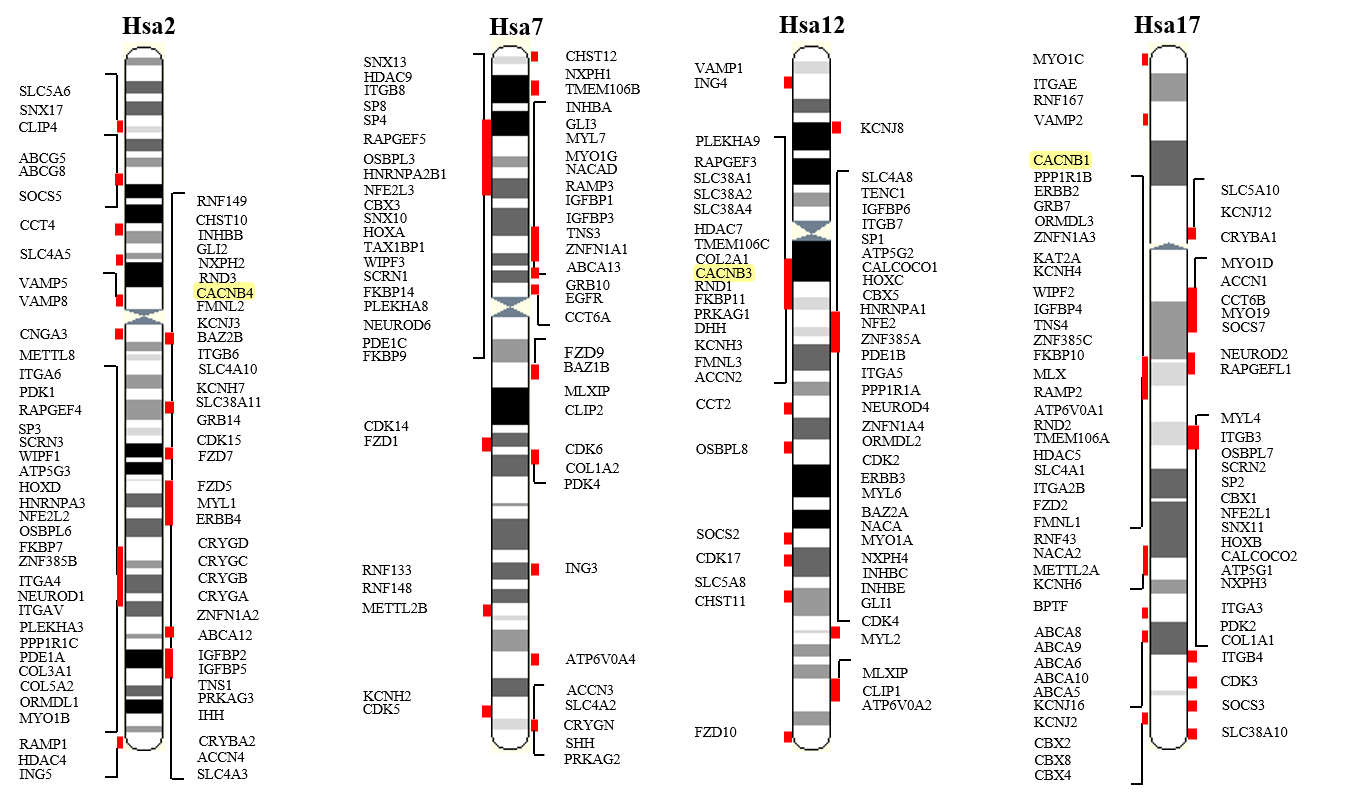 Hsa2
SLC5A6
SNX17
CLIP4
ABCG5
ABCG8
SOCS5
CCT4
SLC4A5
VAMP5
VAMP8
CNGA3
METTL8
ITGA6
PDK1
RAPGEF4
SP3
SCRN3
WIPF1
ATP5G3
HOXD
HNRNPA3
NFE2L2
OSBPL6
FKBP7
ZNF385B
ITGA4
NEUROD1
ITGAV
PLEKHA3
PPP1R1C
PDE1A
COL3A1
COL5A2
ORMDL1
MYO1B
RAMP1
HDAC4
ING5
RNF149
CHST10
INHBB
GLI2
NXPH2
RND3
CACNB4
FMNL2
KCNJ3
BAZ2B
ITGB6
SLC4A10
KCNH7
SLC38A11
GRB14
CDK15
FZD7
FZD5
MYL1
ERBB4
CRYGD
CRYGC
CRYGB
CRYGA
ZNFN1A2
ABCA12
IGFBP2
IGFBP5
TNS1
PRKAG3
IHH
CRYBA2
ACCN4
SLC4A3
Hsa7
SNX13
HDAC9
ITGB8
SP8
SP4
RAPGEF5
OSBPL3
HNRNPA2B1
NFE2L3
CBX3
SNX10
HOXA
TAX1BP1
WIPF3
SCRN1
FKBP14
PLEKHA8
NEUROD6
PDE1C
FKBP9
CDK14
FZD1
RNF133
RNF148
METTL2B
KCNH2
CDK5
CHST12
NXPH1
TMEM106B
INHBA
GLI3
MYL7
MYO1G
NACAD
RAMP3
IGFBP1
IGFBP3
TNS3
ZNFN1A1
ABCA13
GRB10
EGFR
CCT6A
FZD9
BAZ1B
MLXIP
CLIP2
CDK6
COL1A2
PDK4
ING3
ATP6V0A4
ACCN3
SLC4A2
CRYGN
SHH
PRKAG2
Hsa12
VAMP1
ING4
PLEKHA9
RAPGEF3
SLC38A1
SLC38A2
SLC38A4
HDAC7
TMEM106C
COL2A1
CACNB3
RND1
FKBP11
PRKAG1
DHH
KCNH3
FMNL3
ACCN2
CCT2
OSBPL8
SOCS2
CDK17
SLC5A8
CHST11
FZD10
KCNJ8
SLC4A8
TENC1
IGFBP6
ITGB7
SP1
ATP5G2
CALCOCO1
HOXC
CBX5
HNRNPA1
NFE2
ZNF385A
PDE1B
ITGA5
PPP1R1A
NEUROD4
ZNFN1A4
ORMDL2
CDK2
ERBB3
MYL6
BAZ2A
NACA
MYO1A
NXPH4
INHBC
INHBE
GLI1
CDK4
MYL2
MLXIP
CLIP1
ATP6V0A2
Hsa17
MYO1C
ITGAE
RNF167
VAMP2
CACNB1
PPP1R1B
ERBB2
GRB7
ORMDL3
ZNFN1A3
KAT2A
KCNH4
WIPF2
IGFBP4
TNS4
ZNF385C
FKBP10
MLX
RAMP2
ATP6V0A1
RND2
TMEM106A
HDAC5
SLC4A1
ITGA2B
FZD2
FMNL1
RNF43
NACA2
METTL2A
KCNH6
BPTF
ABCA8
ABCA9
ABCA6
ABCA10
ABCA5
KCNJ16
KCNJ2
CBX2
CBX8
CBX4
SLC5A10
KCNJ12
CRYBA1
MYO1D
ACCN1
CCT6B
MYO19
SOCS7
NEUROD2
RAPGEFL1
MYL4
ITGB3
OSBPL7
SCRN2
SP2
CBX1
NFE2L1
SNX11
HOXB
CALCOCO2
ATP5G1
NXPH3
ITGA3
PDK2
COL1A1
ITGB4
CDK3
SOCS3
SLC38A10